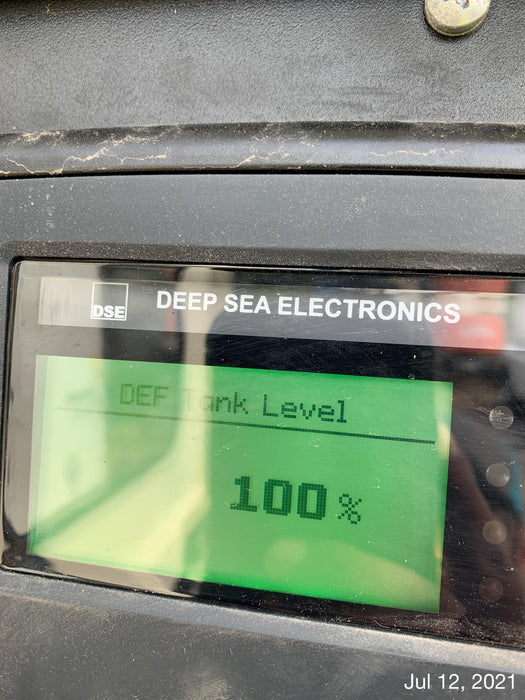 DSE DEEP SEA ELECTRONICS
DEF Tank Level
100 %
Jul 12, 2021